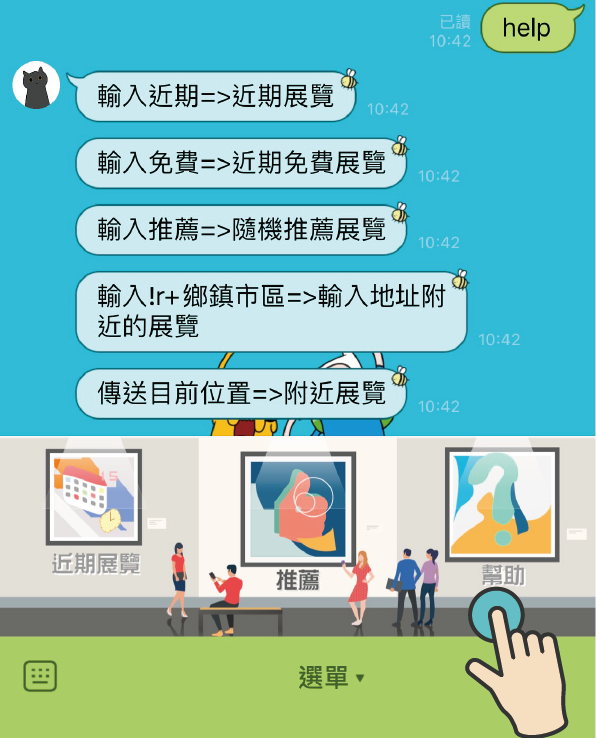 已讀
10:42
help
輸入近期=>近期展覽
10:42
輸入免費=>近期免費展覽
10:42
輸入推薦=>隨機推薦展覽
10:42
輸入!r+鄉鎮市區=>輸入地址附
近的展覽
10:42
傳送目前位置=>附近展覽
10:42
15
6
近期展覽
推薦
幫助
選單▼